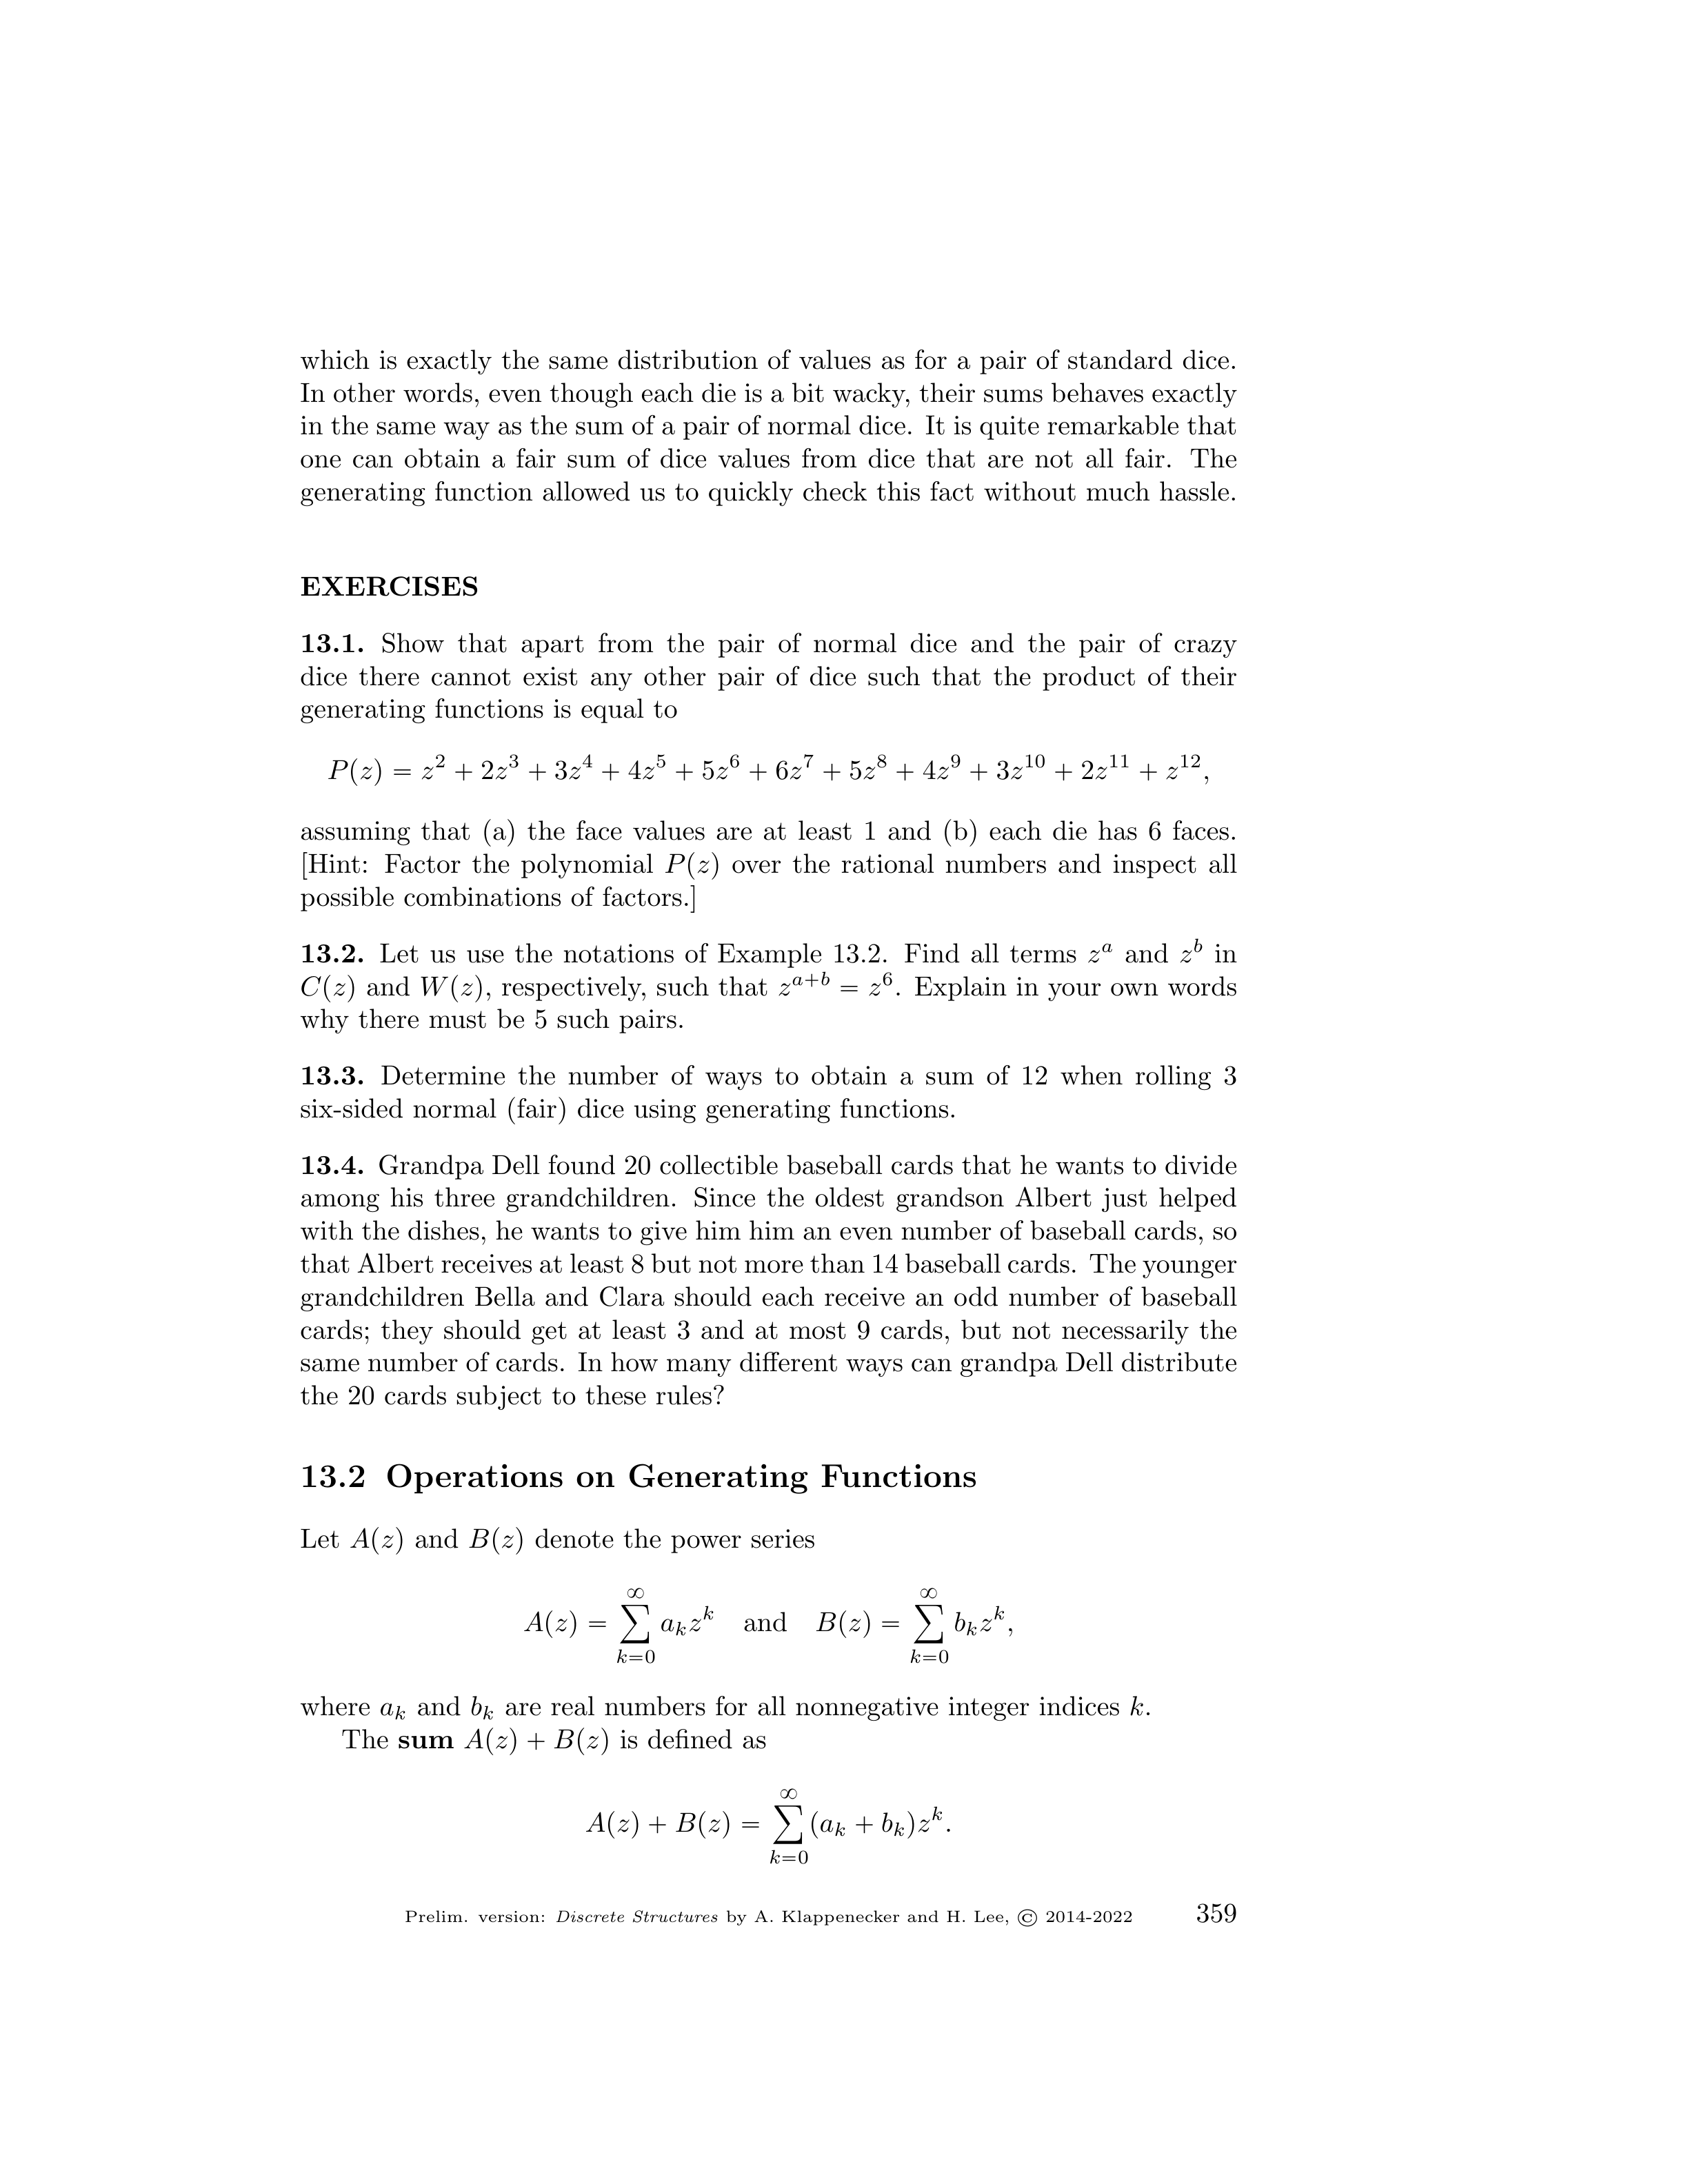 which is exactly the same distribution of values as for a pair of standard dice.
In other words, even though each die is a bit wacky, their sums behaves exactly
in the same way as the sum of a pair of normal dice. It is quite remarkable that
one can obtain a fair sum of dice values from dice that are not all fair. The
generating function allowed us to quickly check this fact without much hassle.
EXERCISES
13.1. Show that apart from the pair of normal dice and the pair of crazy
dice there cannot exist any other pair of dice such that the product of their
generating functions is equal to
P(z) = z^2 + 2z^3 + 3z^4 + 4z^5 + 5z^6 + 6z^7 + 5z^8 + 4z^9 + 3z^{10} + 2z^{11} + z^{12},
assuming that (a) the face values are at least 1 and (b) each die has 6 faces.
[Hint: Factor the polynomial P(z) over the rational numbers and inspect all
possible combinations of factors.]
13.2. Let us use the notations of Example 13.2. Find all terms z^a and z^b in
C(z) and W(z), respectively, such that z^{a+b} = z^6. Explain in your own words
why there must be 5 such pairs.
13.3. Determine the number of ways to obtain a sum of 12 when rolling 3
six-sided normal (fair) dice using generating functions.
13.4. Grandpa Dell found 20 collectible baseball cards that he wants to divide
among his three grandchildren. Since the oldest grandson Albert just helped
with the dishes, he wants to give him him an even number of baseball cards, so
that Albert receives at least 8 but not more than 14 baseball cards. The younger
grandchildren Bella and Clara should each receive an odd number of baseball
cards; they should get at least 3 and at most 9 cards, but not necessarily the
same number of cards. In how many different ways can grandpa Dell distribute
the 20 cards subject to these rules?
13.2 Operations on Generating Functions
Let A(z) and B(z) denote the power series
A(z) = \sum_{k=0}^{∞} a_k z^k and B(z) = \sum_{k=0}^{∞} b_k z^k,
where a_k and b_k are real numbers for all nonnegative integer indices k.
The sum A(z) + B(z) is defined as
A(z) + B(z) = \sum_{k=0}^{∞} (a_k + b_k)z^k.
Prelim. version: Discrete Structures by A. Klappenecker and H. Lee, © 2014-2022 359